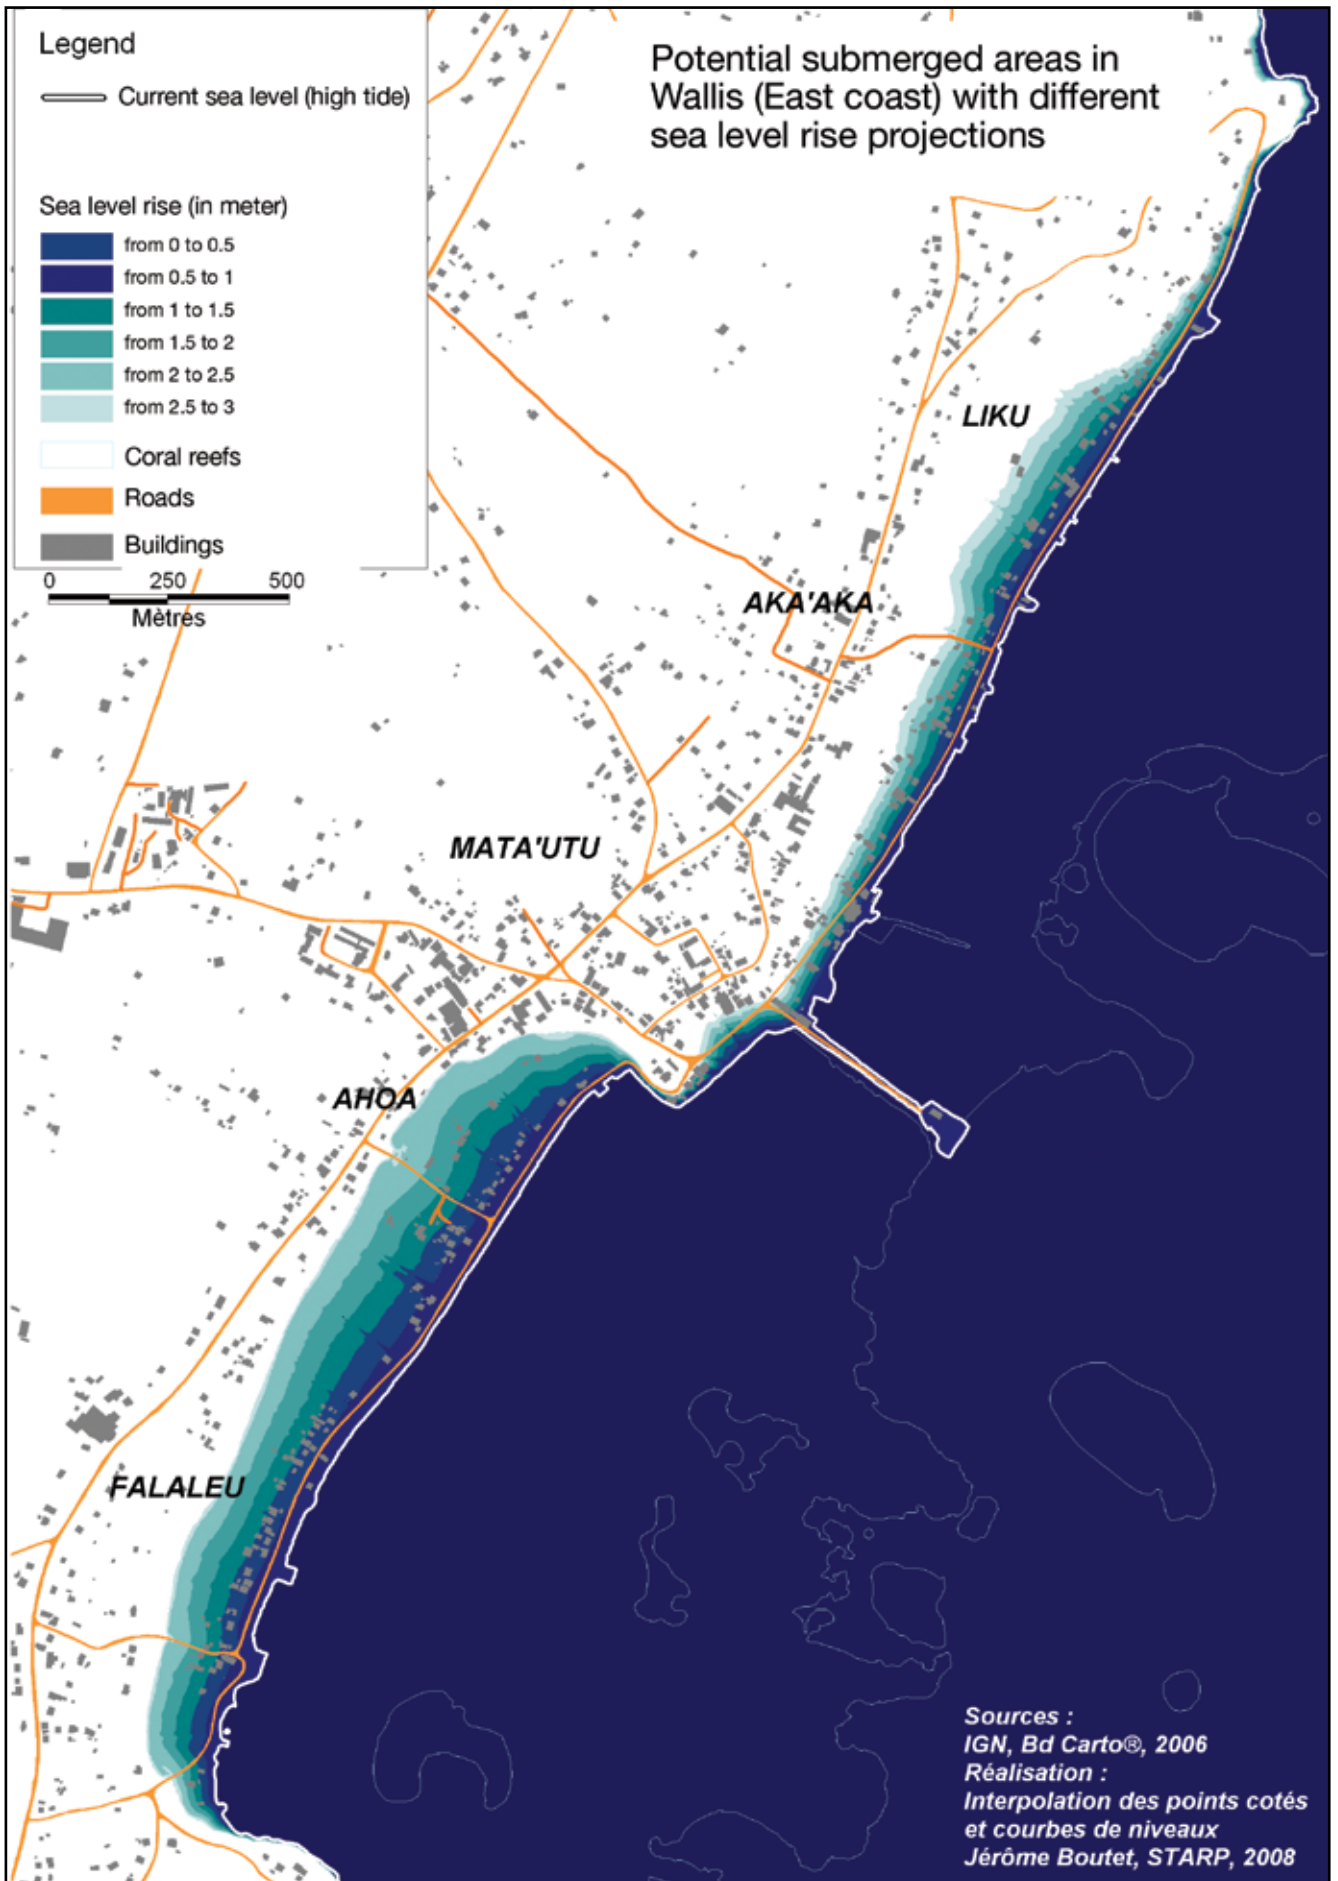 Legend
Current sea level (high tide)
Sea level rise (in meter)
from 0 to 0.5
from 0.5 to 1
from 1 to 1.5
from 1.5 to 2
from 2 to 2.5
from 2.5 to 3
Coral reefs
Roads
Buildings
0 250 500
Mètres
Potential submerged areas in
Wallis (East coast) with different
sea level rise projections
LIKU
AKA'AKA
MATA'UTU
AHOA
FALALEU
Sources :
IGN, Bd Carto®, 2006
Réalisation :
Interpolation des points cotés
et courbes de niveaux
Jérôme Boutet, STARP, 2008